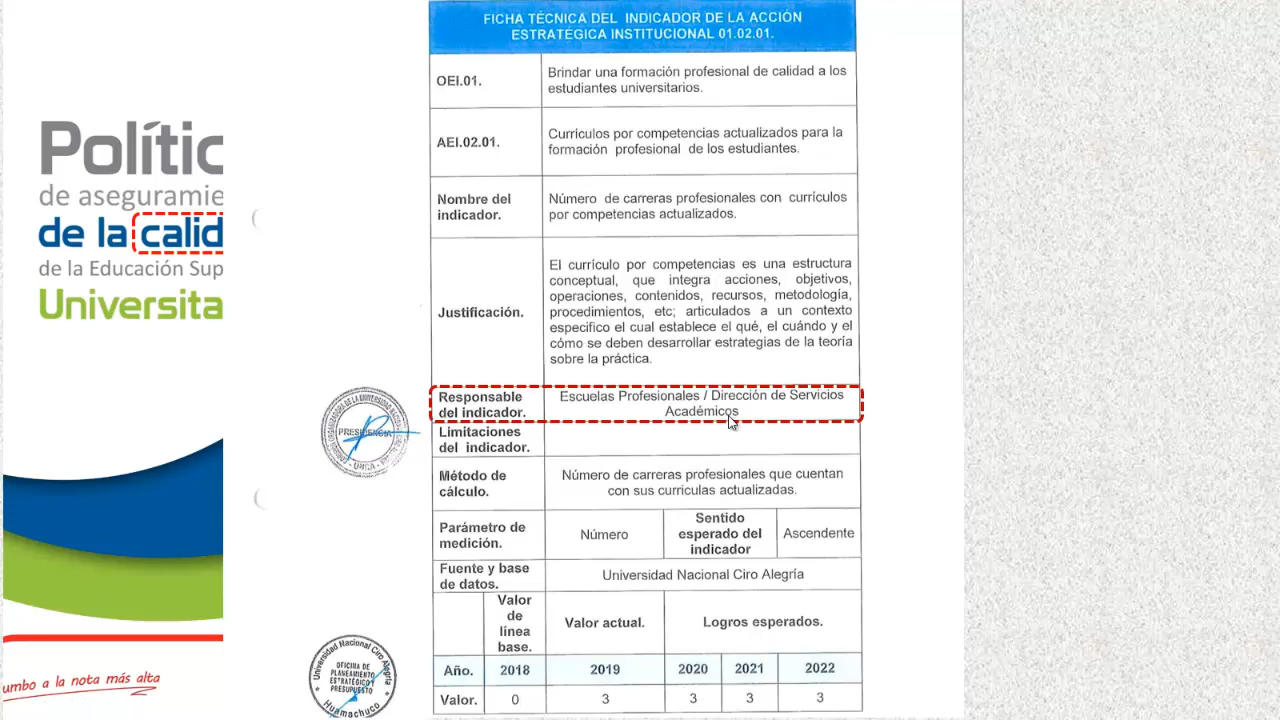 Polític
de aseguramie
de la calid
de la Educación Sup
Universita
umbo a la nota más alta
FICHA TÉCNICA DEL INDICADOR DE LA ACCIÓN
ESTRATÉGICA INSTITUCIONAL 01.02.01.
OEI.01.
Brindar una formación profesional de calidad a los
estudiantes universitarios.
AEI.02.01.
Currículos por competencias actualizados para la
formación profesional de los estudiantes.
Nombre del
indicador.
Número de carreras profesionales con currículos
por competencias actualizados.
Justificación.
El currículo por competencias es una estructura
conceptual, que integra acciones, objetivos,
operaciones, contenidos, recursos, metodología,
procedimientos, etc; articulados a un contexto
especifico el cual establece el qué, el cuándo y el
cómo se deben desarrollar estrategias de la teoría
sobre la práctica.
Responsable
del indicador.
Escuelas Profesionales / Dirección de Servicios
Académicos
Limitaciones
del indicador.
Método de
cálculo.
Número de carreras profesionales que cuentan
con sus curriculas actualizadas.
Parámetro de
medición.
Número
Sentido
esperado del
indicador
Ascendente
Fuente y base
de datos.
Universidad Nacional Ciro Alegría
Valor
de
línea
base.
Valor actual.
Logros esperados.
Año. 2018 2019 2020 2021 2022
Valor. 0 3 3 3 3
PRESIDENCIA
Universidad Nacional Ciro Alegría
OFICINA DE
PLANEAMIENTO
ESTRATÉGICO Y
PRESUPUESTO
Huamachuco